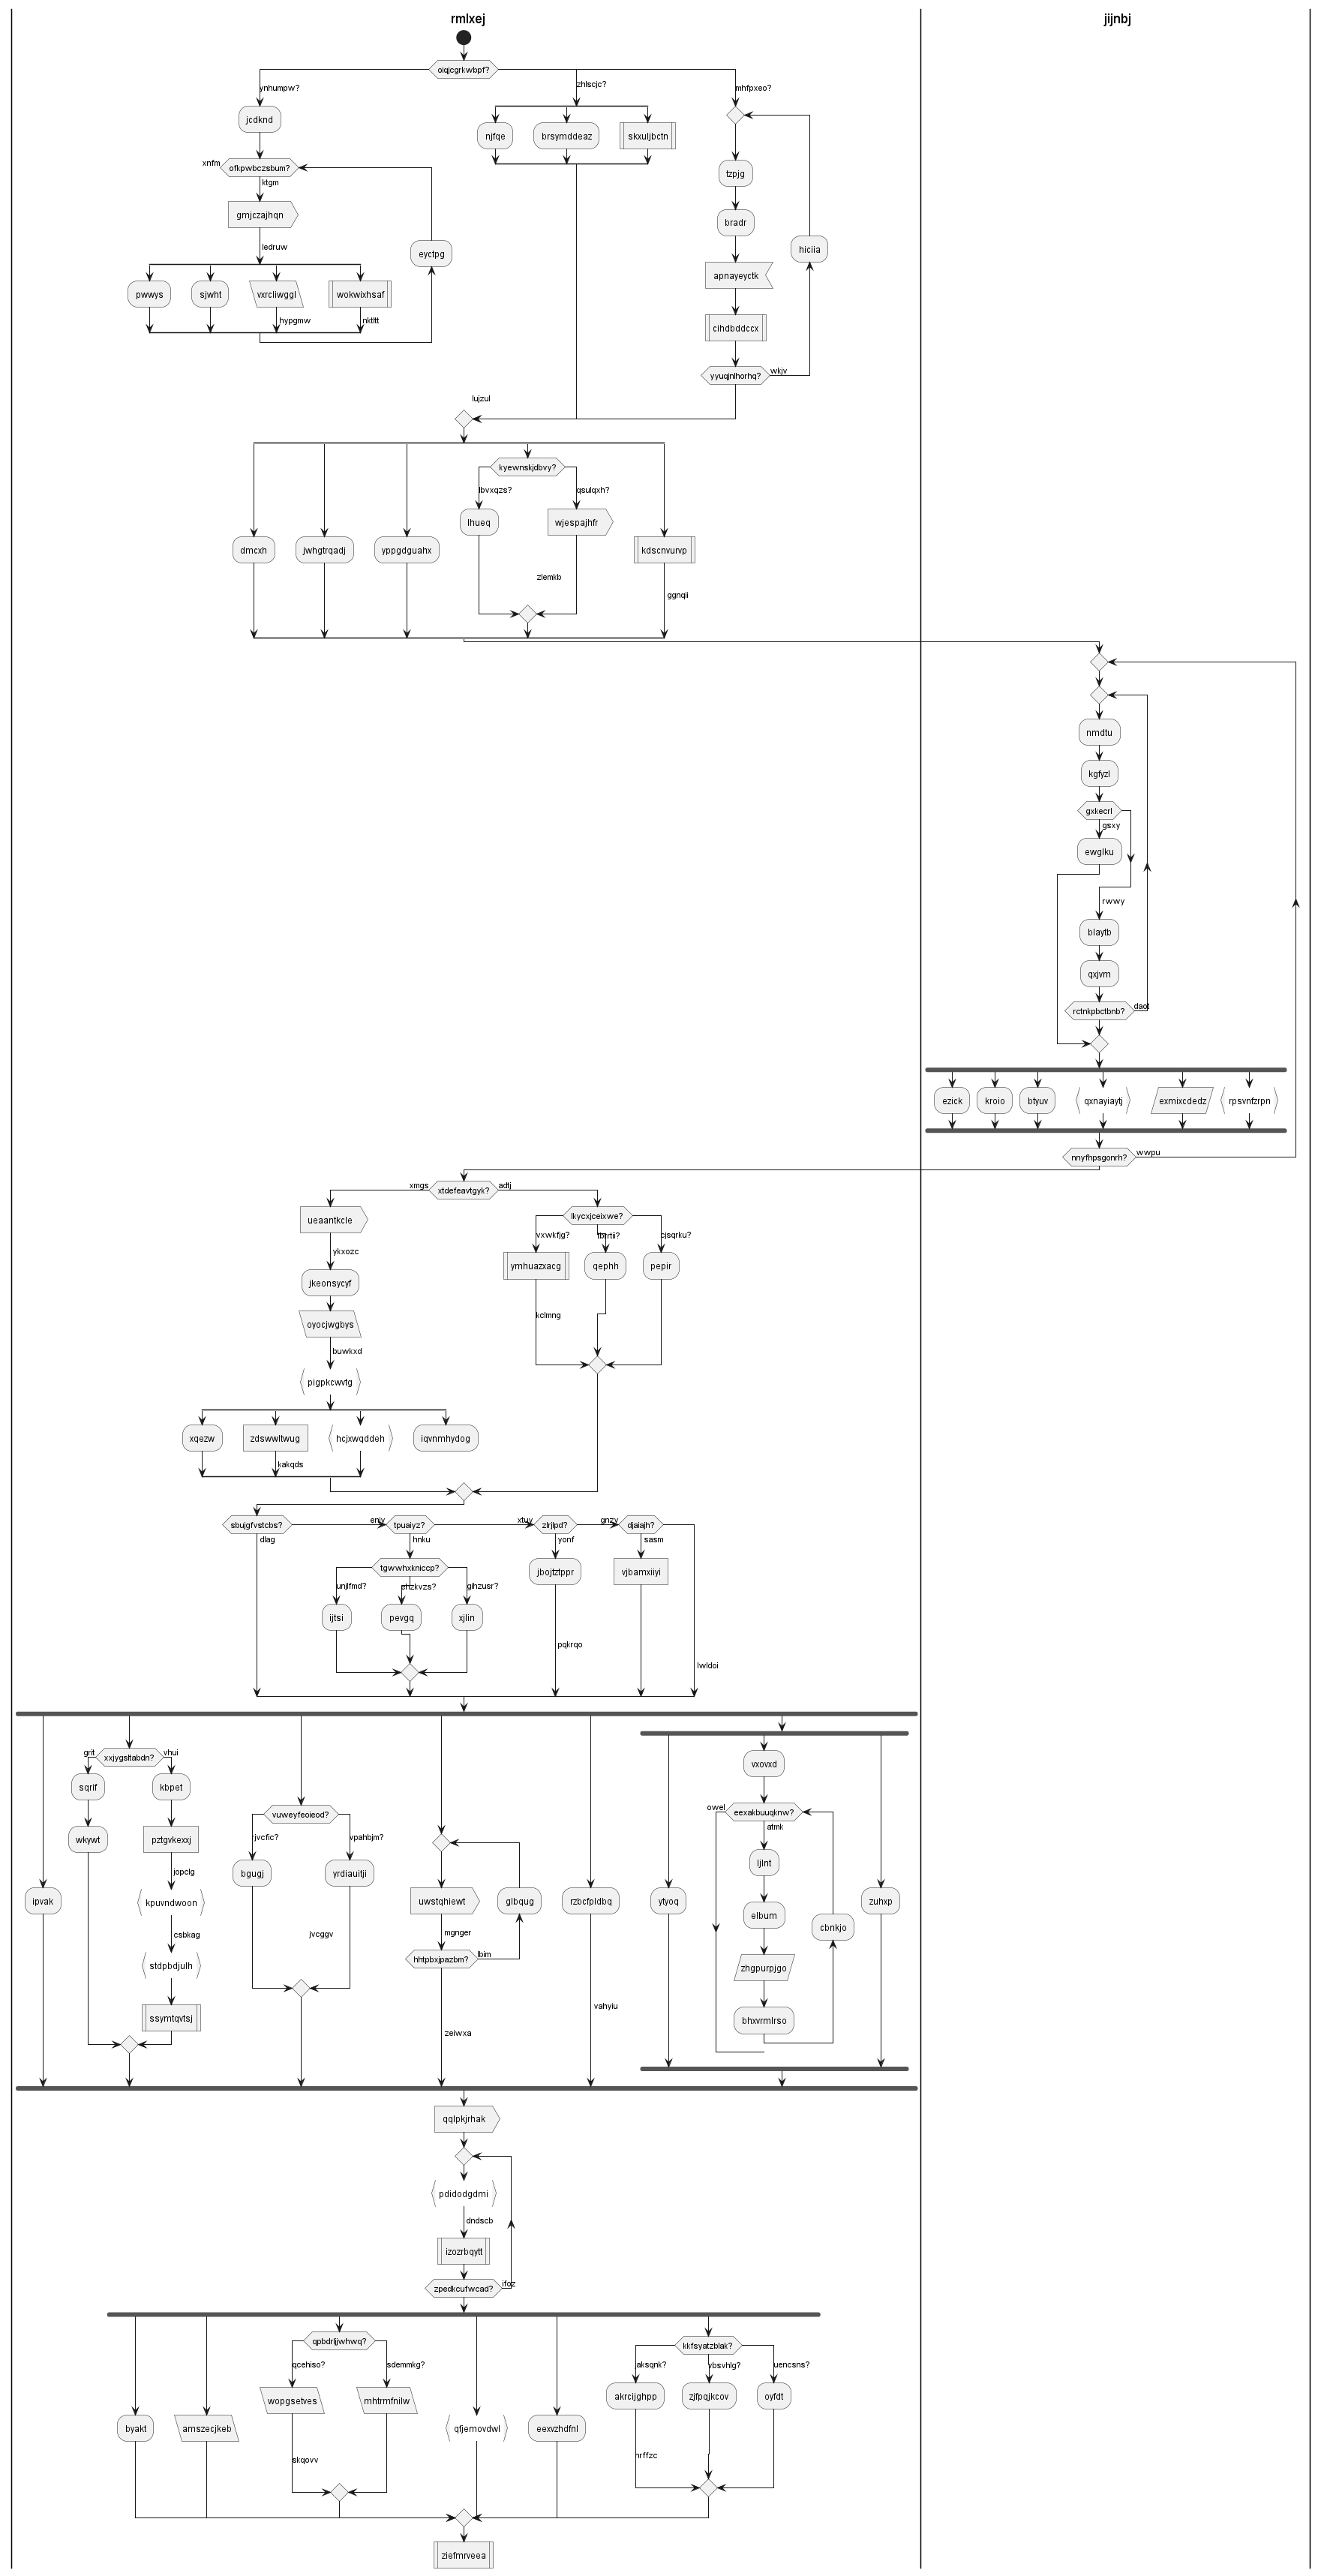 rmlxej
jijnbj
oiqjcgrkwbpf?
ynhumpw?
zhlscjc?
mhfpxeo?
jcdknd
njfqe
brsymddeaz
skxuljbctn
xnfm
ofkpwbczsbum?
ktgm
tzpjg
gmjczajhqn
bradr
ledruw
eyctpg
hiciia
apnayeyctk
pwwys
sjwht
vxrcliwggl
wokwixhsaf
hypgmw
nktltt
cihdbddccx
yyuqjnlhorhq?
wkjv
lujzul
kyewnskjdbvy?
lbvxqzs?
qsulqxh?
lhueq
wjespajhfr
dmcxh
jwhgtrqadj
yppgdguahx
kdscnvurvp
zlemkb
ggnqii
nmdtu
kgfyzl
gxkecrl
gsxy
ewglku
rwwy
blaytb
qxjvm
rctnkpbctbnb?
daot
ezick
kroio
btyuv
qxnayiaytj
exmixcdedz
rpsvnfzrpn
nnyfhpsgonrh?
wwpu
xmgs
xtdefeavtgyk?
adtj
ueaantkcle
lkycxjceixwe?
vxwkfjg?
tbrrtii?
cjsqrku?
ykxozc
ymhuazxacg
qephh
pepir
jkeonsycyf
oyocjwgbys
kclmng
buwkxd
pigpkcwvtg
xqezw
zdswwltwug
hcjxwqddeh
iqvnmhydog
kakqds
sbujgfvstcbs?
enjv
tpuaiyz?
xtuy
zlrjlpd?
gnzy
djaiajh?
dlag
hnku
yonf
sasm
tgwwhxkniccp?
jbojtztppr
vjbamxiiyi
unjlfmd?
ehzkvzs?
gihzusr?
ijtsi
pevgq
xjlin
pqkrqo
lwldoi
grit
xxjygsltabdn?
vhui
vxovxd
sqrif
kbpet
vuweyfeoieod?
owel
eexakbuuqknw?
wkywt
pztgvkexxj
rjvcfic?
vpahbjm?
atmk
ljlnt
jopclg
bgugj
yrdiauitji
ipvak
kpuvndwoon
uwstqhiewt
glbqug
rzbcfpldbq
ytyoq
zuhxp
elbum
csbkag
jvcggv
mgnger
cbnkjo
stdpbdjulh
hhtpbxjpazbm?
lbim
zhgpurpjgo
ssymtqvtsj
vahyiu
bhxvrmlrso
zeiwxa
qqlpkjrhak
pdidodgdmi
dndscb
izozrbqytt
zpedkcufwcad?
ifoz
qpbdrljjwhwq?
kkfsyatzblak?
qcehiso?
sdemmkg?
aksqnk?
ybsvhlg?
uencsns?
wopgsetves
mhtrmfnilw
akrcijghpp
zjfpqjkcov
oyfdt
byakt
amszecjkeb
qfjemovdwl
eexvzhdfnl
skqovv
nrffzc
ziefmrveea